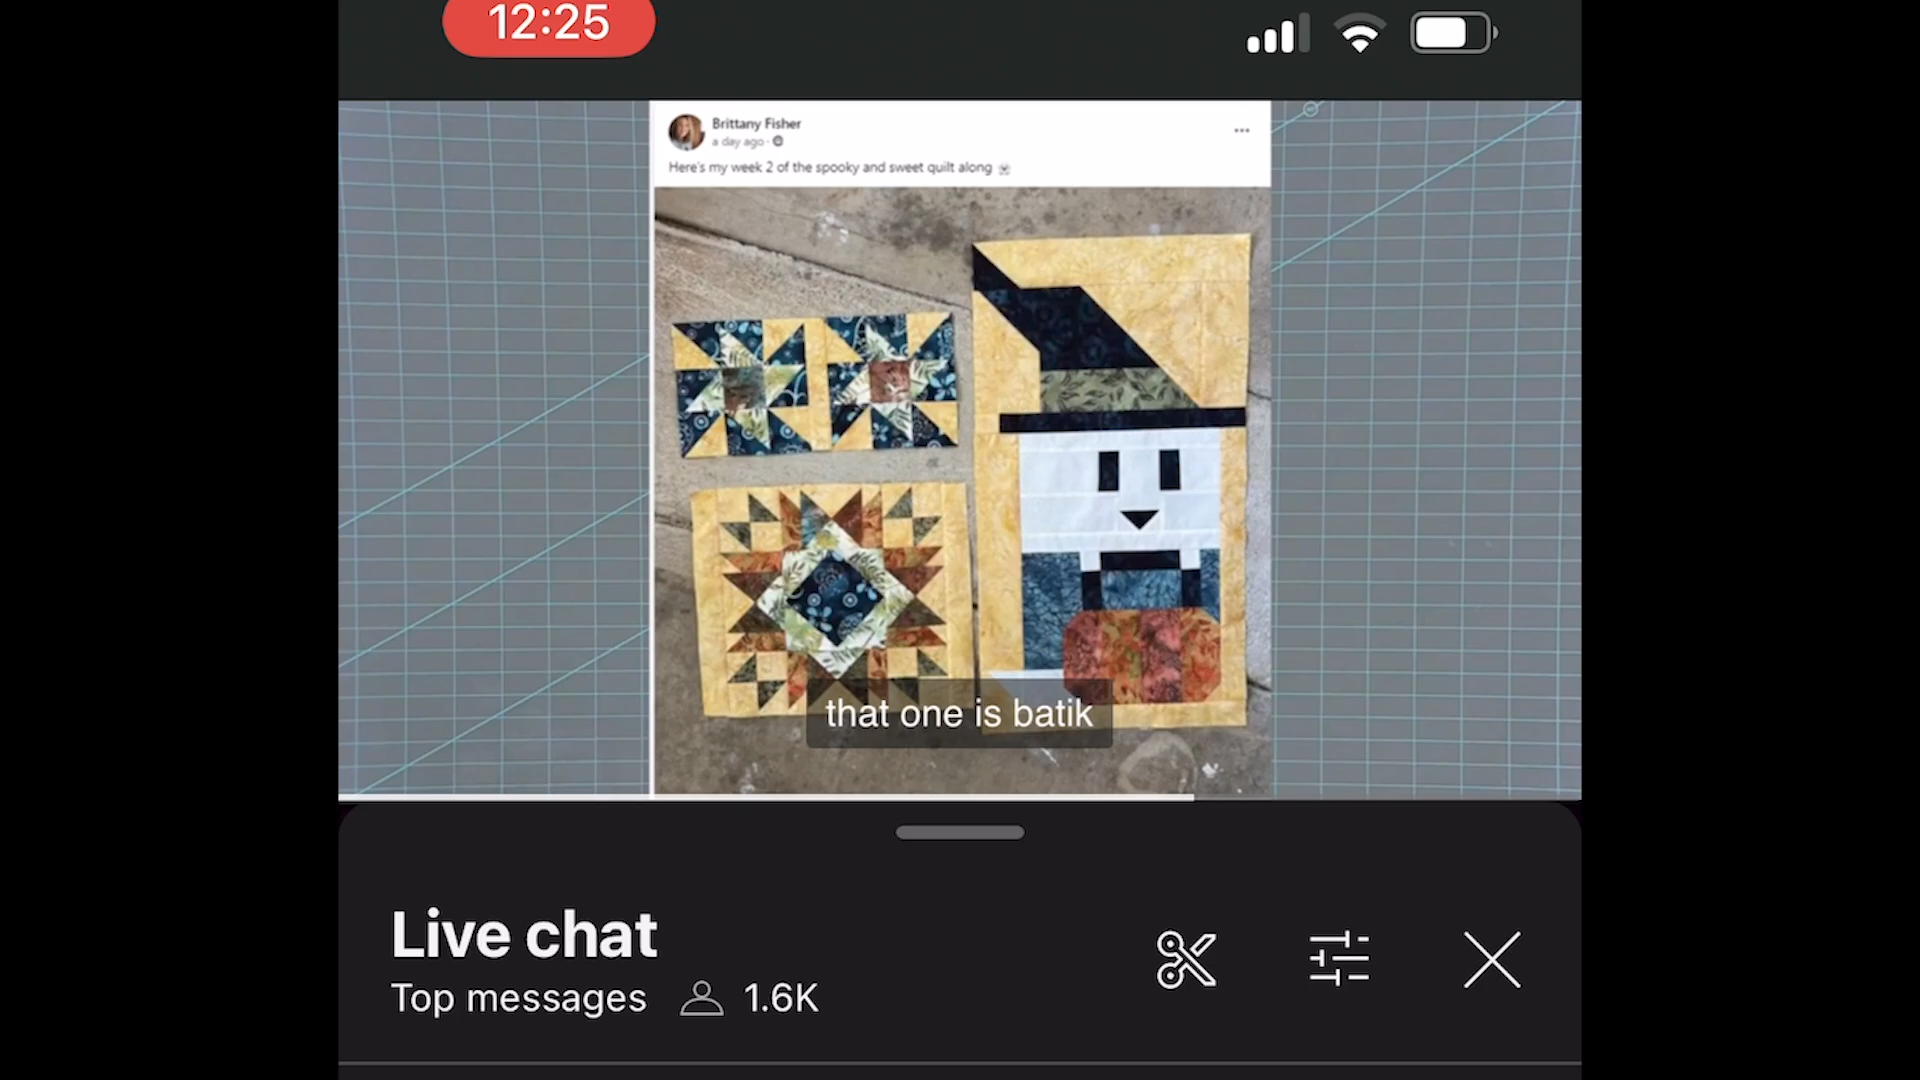 12:25
Brittany Fisher
a day ago
Here's my week 2 of the spooky and sweet quilt along
that one is batik
Live chat
Top messages 1.6K